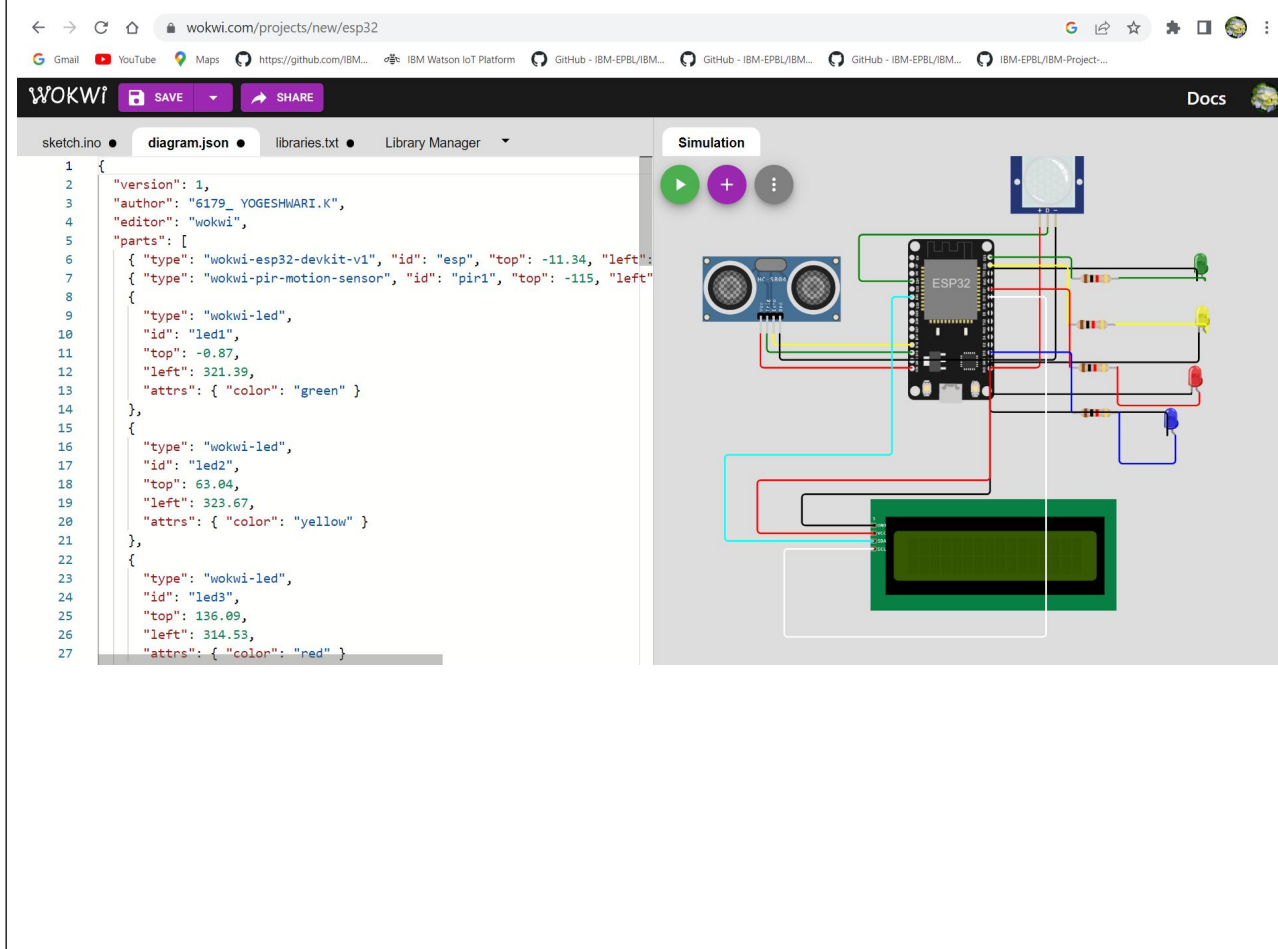 wokwi.com/projects/new/esp32
Gmail YouTube Maps https://github.com/IBM... IBM Watson IoT Platform GitHub - IBM-EPBL/IBM... GitHub - IBM-EPBL/IBM... GitHub - IBM-EPBL/IBM... IBM-EPBL/IBM-Project-...
WOKWI SAVE SHARE Docs
sketch.ino ● diagram.json ● libraries.txt ● Library Manager Simulation
1 {
2 "version": 1,
3 "author": "6179_ YOGESHWARI.K",
4 "editor": "wokwi",
5 "parts": [
6 { "type": "wokwi-esp32-devkit-v1", "id": "esp", "top": -11.34, "left":
7 { "type": "wokwi-pir-motion-sensor", "id": "pir1", "top": -115, "left"
8 {
9 "type": "wokwi-led",
10 "id": "led1",
11 "top": -0.87,
12 "left": 321.39,
13 "attrs": { "color": "green" }
14 },
15 {
16 "type": "wokwi-led",
17 "id": "led2",
18 "top": 63.04,
19 "left": 323.67,
20 "attrs": { "color": "yellow" }
21 },
22 {
23 "type": "wokwi-led",
24 "id": "led3",
25 "top": 136.09,
26 "left": 314.53,
27 "attrs": { "color": "red" }
+ D -
HC-SR04
ESP32
1
GND
VCC
SDA
SCL